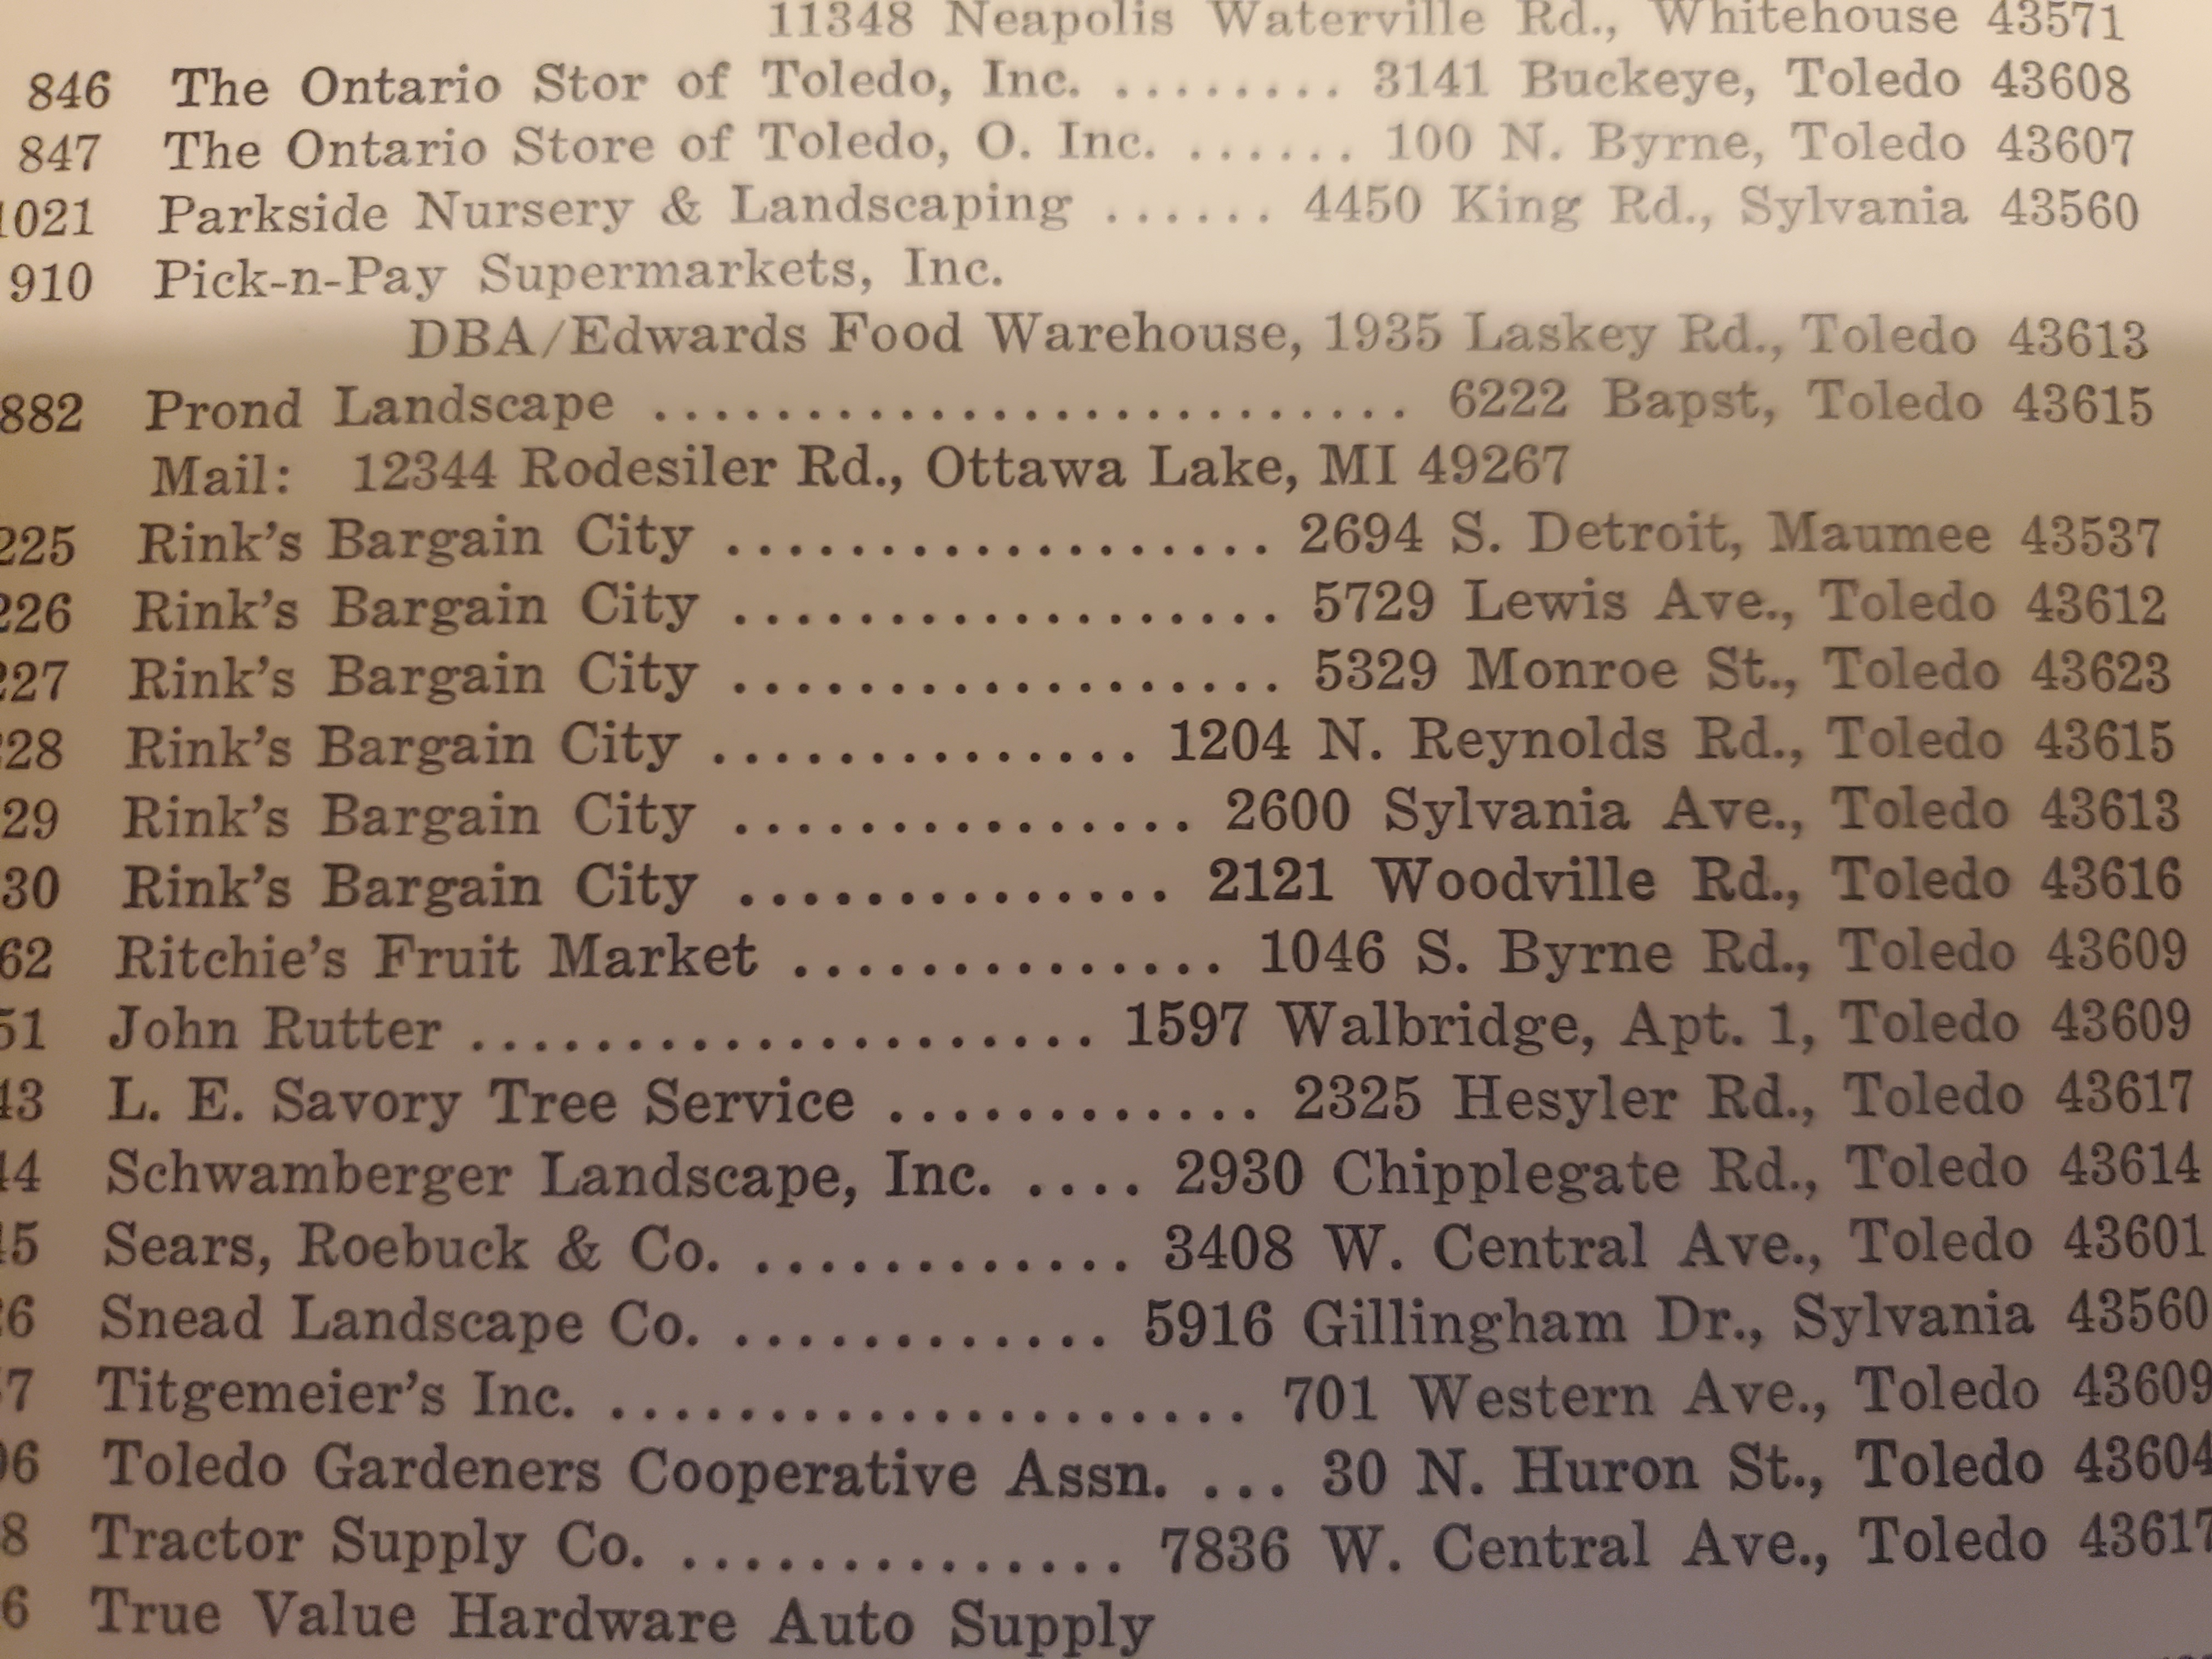 11348 Neapolis Waterville Rd., Whitehouse 43571
846 The Ontario Stor of Toledo, Inc. ........ 3141 Buckeye, Toledo 43608
847 The Ontario Store of Toledo, O. Inc. ...... 100 N. Byrne, Toledo 43607
1021 Parkside Nursery & Landscaping ...... 4450 King Rd., Sylvania 43560
910 Pick-n-Pay Supermarkets, Inc.
DBA/Edwards Food Warehouse, 1935 Laskey Rd., Toledo 43613
882 Prond Landscape ........................ 6222 Bapst, Toledo 43615
Mail: 12344 Rodesiler Rd., Ottawa Lake, MI 49267
225 Rink's Bargain City ................. 2694 S. Detroit, Maumee 43537
226 Rink's Bargain City ................. 5729 Lewis Ave., Toledo 43612
227 Rink's Bargain City ................. 5329 Monroe St., Toledo 43623
28 Rink's Bargain City .............. 1204 N. Reynolds Rd., Toledo 43615
29 Rink's Bargain City ............... 2600 Sylvania Ave., Toledo 43613
30 Rink's Bargain City .............. 2121 Woodville Rd., Toledo 43616
62 Ritchie's Fruit Market .............. 1046 S. Byrne Rd., Toledo 43609
51 John Rutter .................... 1597 Walbridge, Apt. 1, Toledo 43609
43 L. E. Savory Tree Service ............ 2325 Hesyler Rd., Toledo 43617
44 Schwamberger Landscape, Inc. .... 2930 Chipplegate Rd., Toledo 43614
45 Sears, Roebuck & Co. ............ 3408 W. Central Ave., Toledo 43601
6 Snead Landscape Co. ............ 5916 Gillingham Dr., Sylvania 43560
7 Titgemeier's Inc. .................... 701 Western Ave., Toledo 43609
96 Toledo Gardeners Cooperative Assn. ... 30 N. Huron St., Toledo 43604
8 Tractor Supply Co. .............. 7836 W. Central Ave., Toledo 43617
6 True Value Hardware Auto Supply